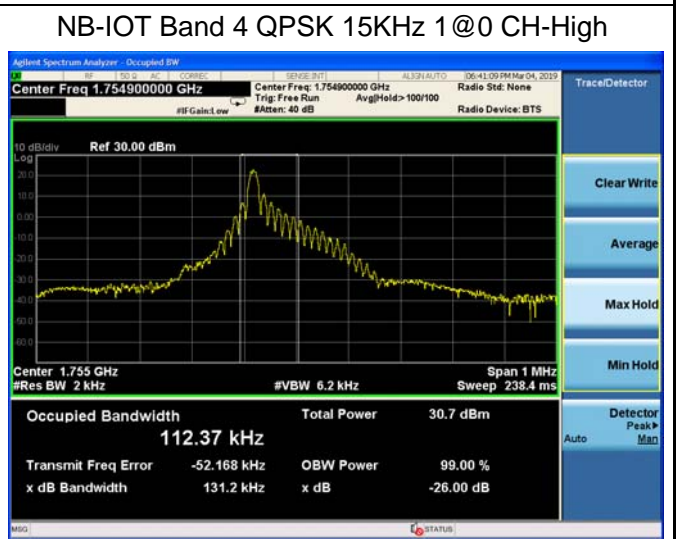 NB-IOT Band 4 QPSK 15KHz 1@0 CH-High
Agilent Spectrum Analyzer - Occupied BW
RF 50 Ω AC CORREC SENSE:INT ALIGN AUTO 06:41:09 PM Mar 04, 2019
Center Freq 1.754900000 GHz
Center Freq: 1.754900000 GHz
Radio Std: None
Trig: Free Run Avg|Hold:> 100/100
#IFGain:Low
#Atten: 40 dB
Radio Device: BTS
Trace/Detector
10 dB/div Ref 30.00 dBm
Log
20.0
10.0
0.00
-10.0
-20.0
-30.0
-40.0
-50.0
-60.0
Center 1.755 GHz
Span 1 MHz
#Res BW 2 kHz
#VBW 6.2 kHz
Sweep 238.4 ms
Occupied Bandwidth
Total Power 30.7 dBm
112.37 kHz
Transmit Freq Error -52.168 kHz
OBW Power 99.00 %
x dB Bandwidth 131.2 kHz
x dB -26.00 dB
Clear Write
Average
Max Hold
Min Hold
Detector
Peak▶
Auto Man
MSG
STATUS